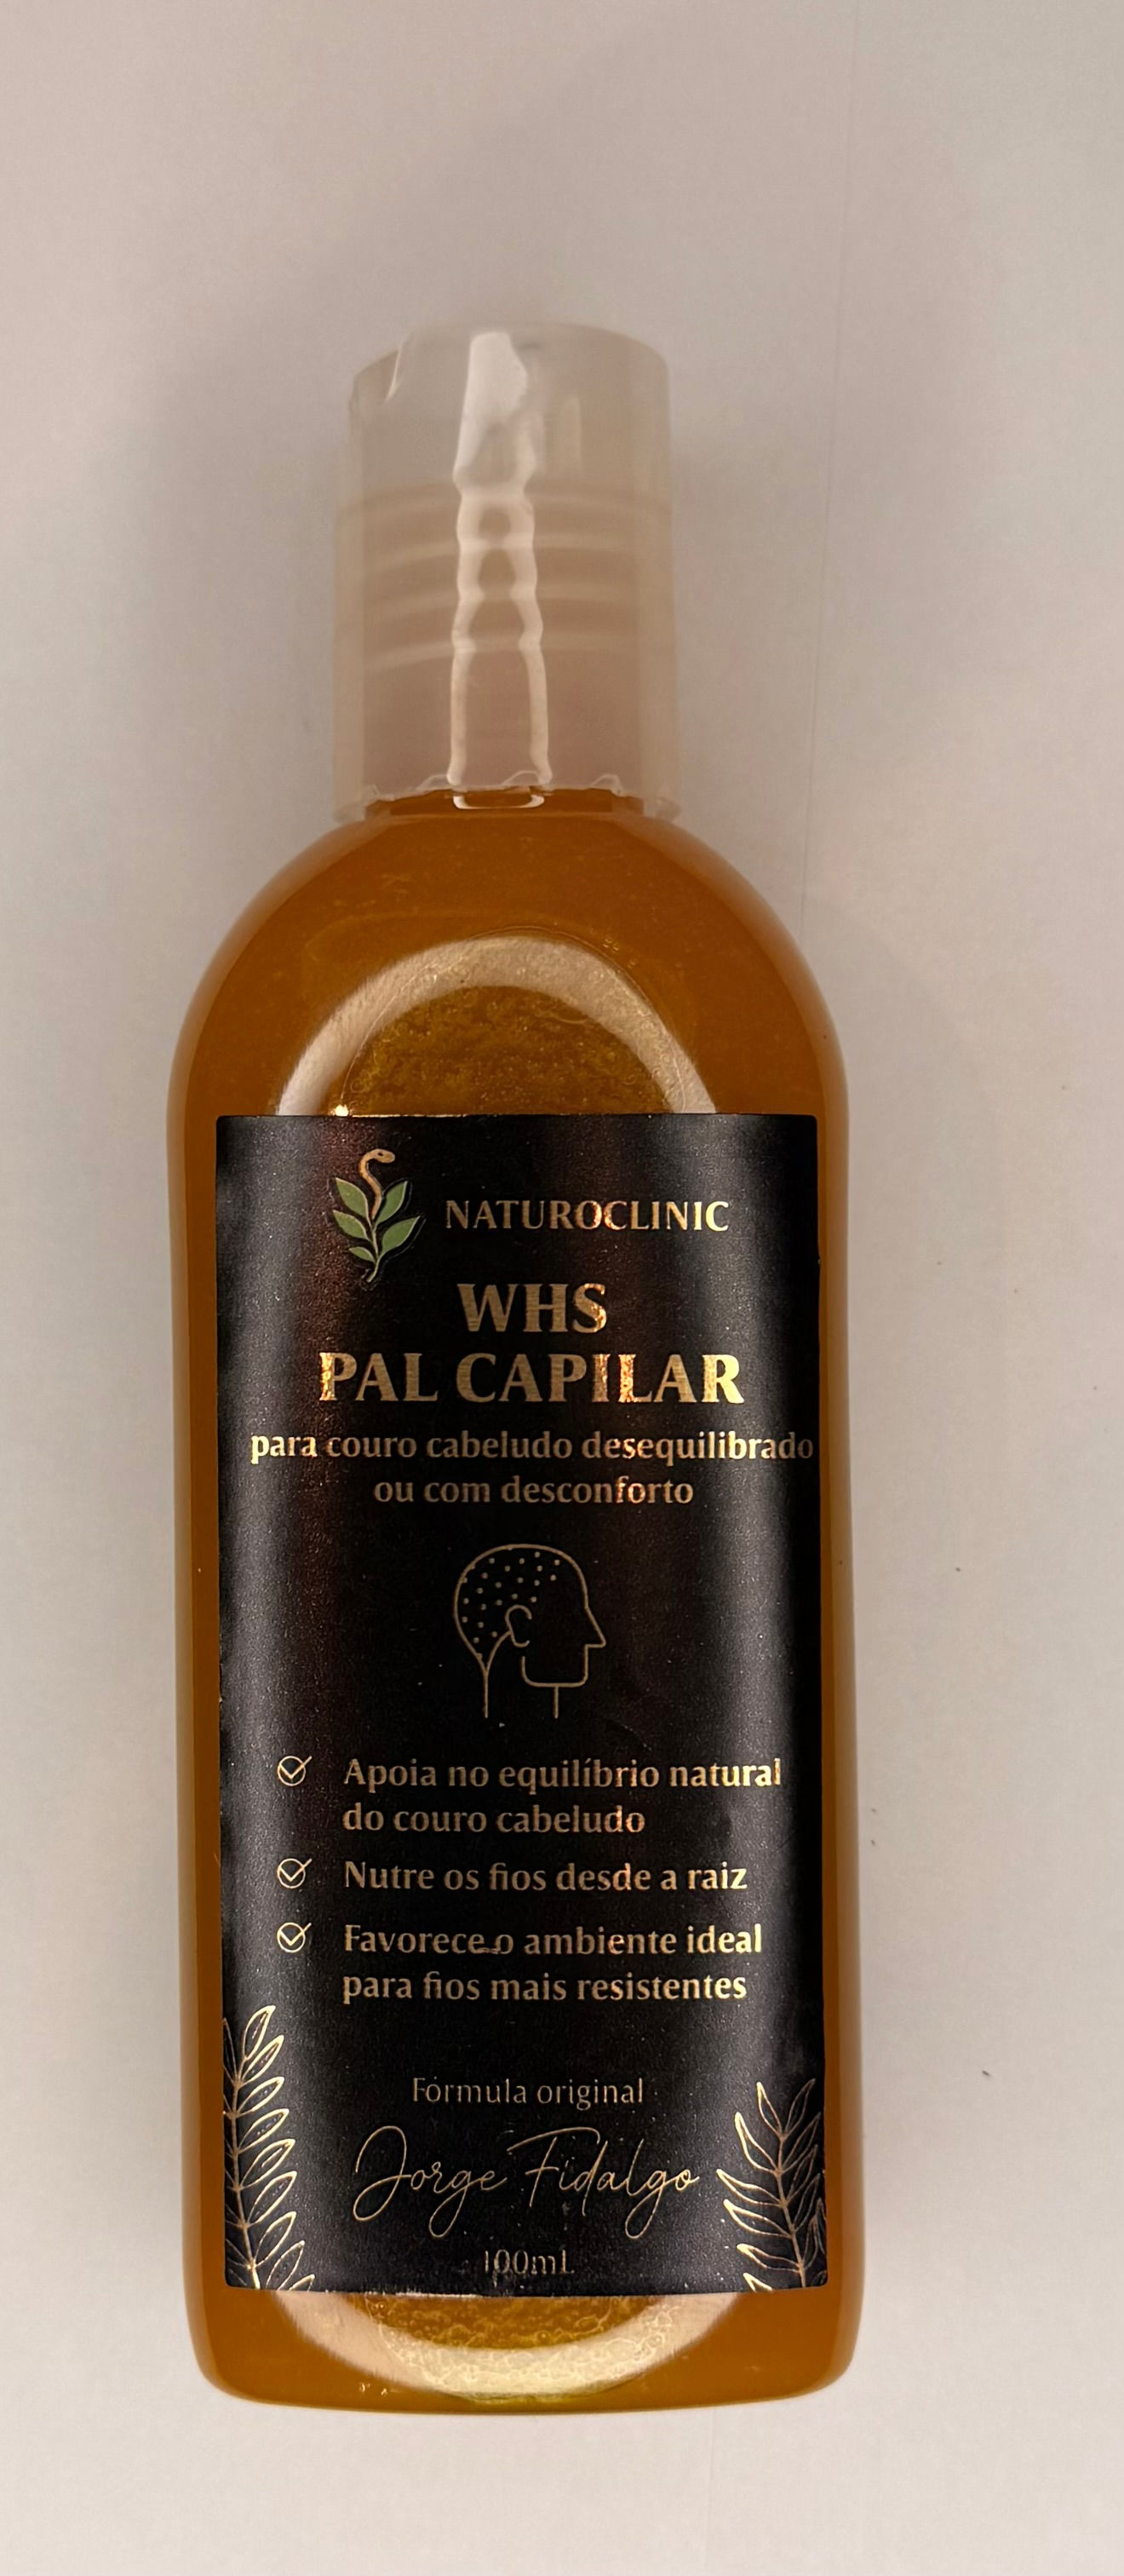 NATUROCLINIC
WHS
PAL CAPILAR
para couro cabeludo desequilibrado
ou com desconforto
Apoia no equilíbrio natural
do couro cabeludo
Nutre os fios desde a raiz
Favorece o ambiente ideal
para fios mais resistentes
Fórmula original
Jorge Fidalgo
100mL